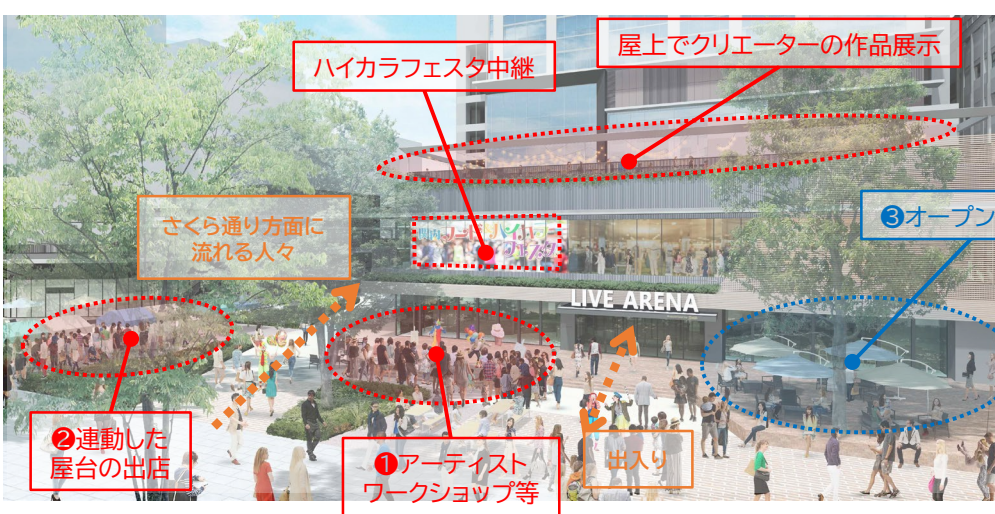 屋上でクリエーターの作品展示
ハイカラフェスタ中継
❸オープン
さくら通り方面に
流れる人々
LIVE ARENA
❷連動した
屋台の出店
❶アーティスト
ワークショップ等
出入り